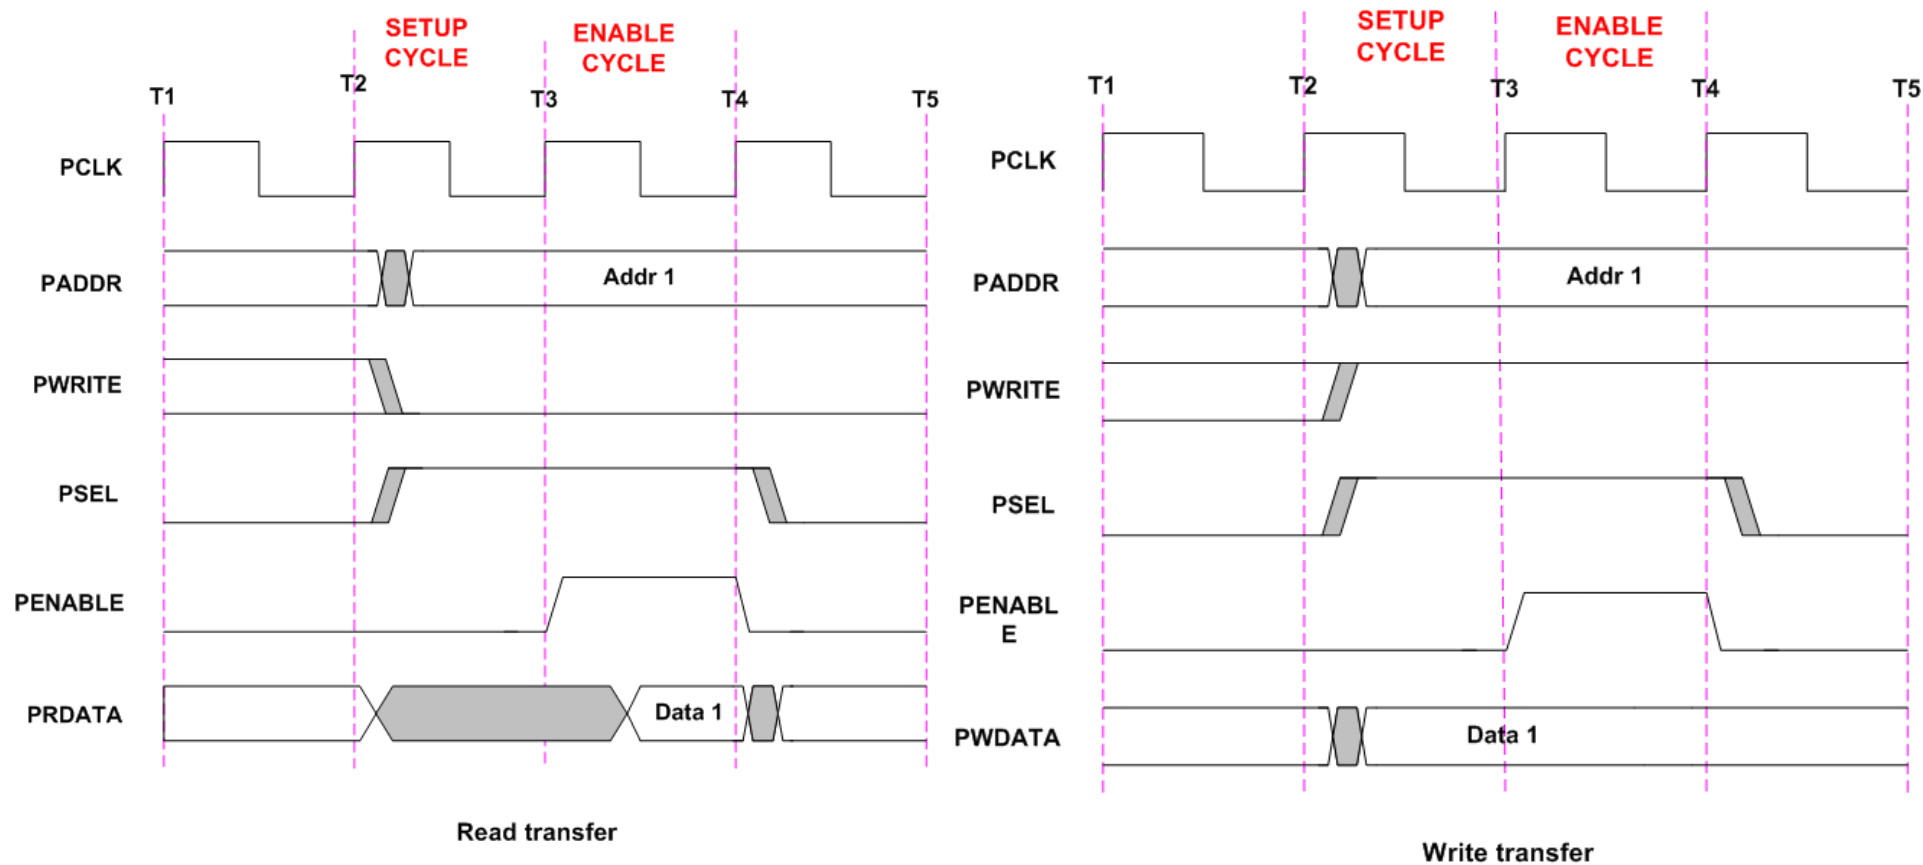 SETUP
CYCLE
ENABLE
CYCLE
T1
T2
T3
T4
T5
PCLK
PADDR
Addr 1
PWRITE
PSEL
PENABLE
PRDATA
Data 1
Read transfer
SETUP
CYCLE
ENABLE
CYCLE
T1
T2
T3
T4
T5
PCLK
PADDR
Addr 1
PWRITE
PSEL
PENABL
E
PWDATA
Data 1
Write transfer